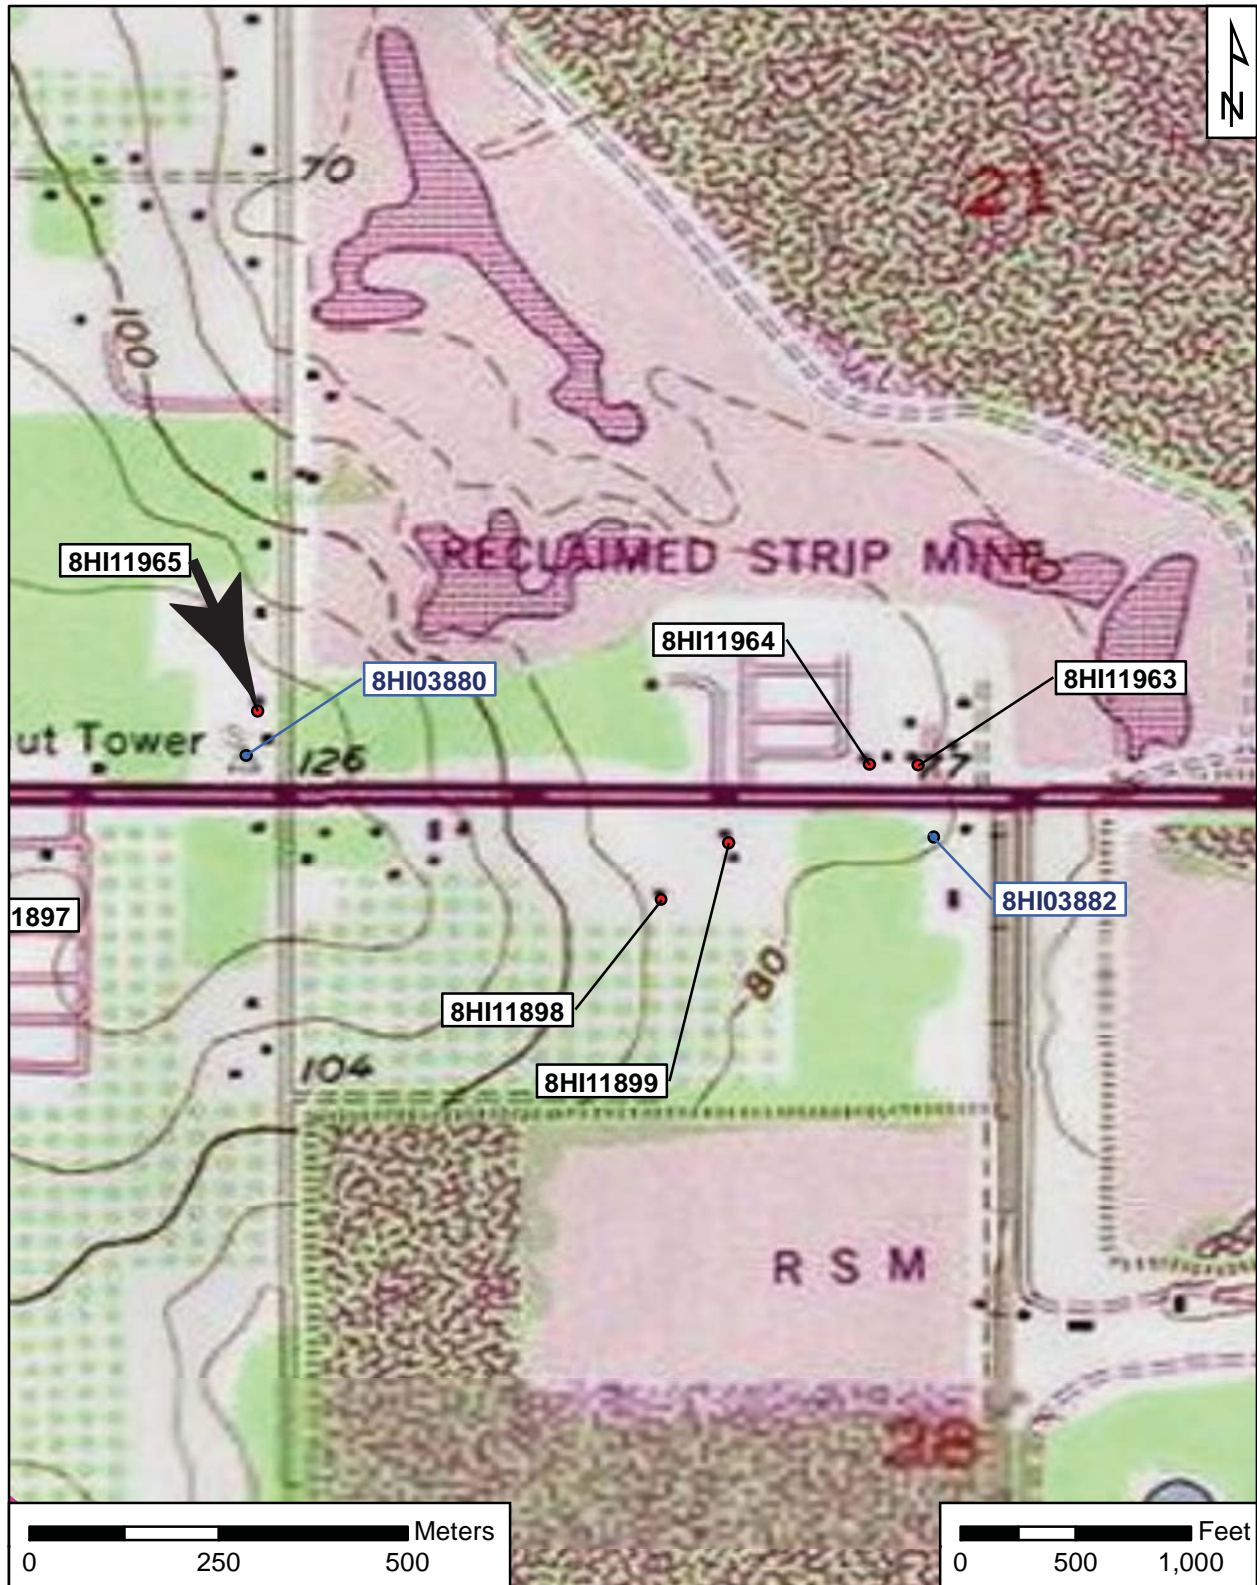 N
21
70
100
RECLAIMED STRIP MINE
8HI11965
8HI11964
8HI03880
8HI11963
ut Tower
126
77
1897
8HI03882
80
8HI11898
8HI11899
104
R S M
28
Meters
0 250 500
Feet
0 500 1,000